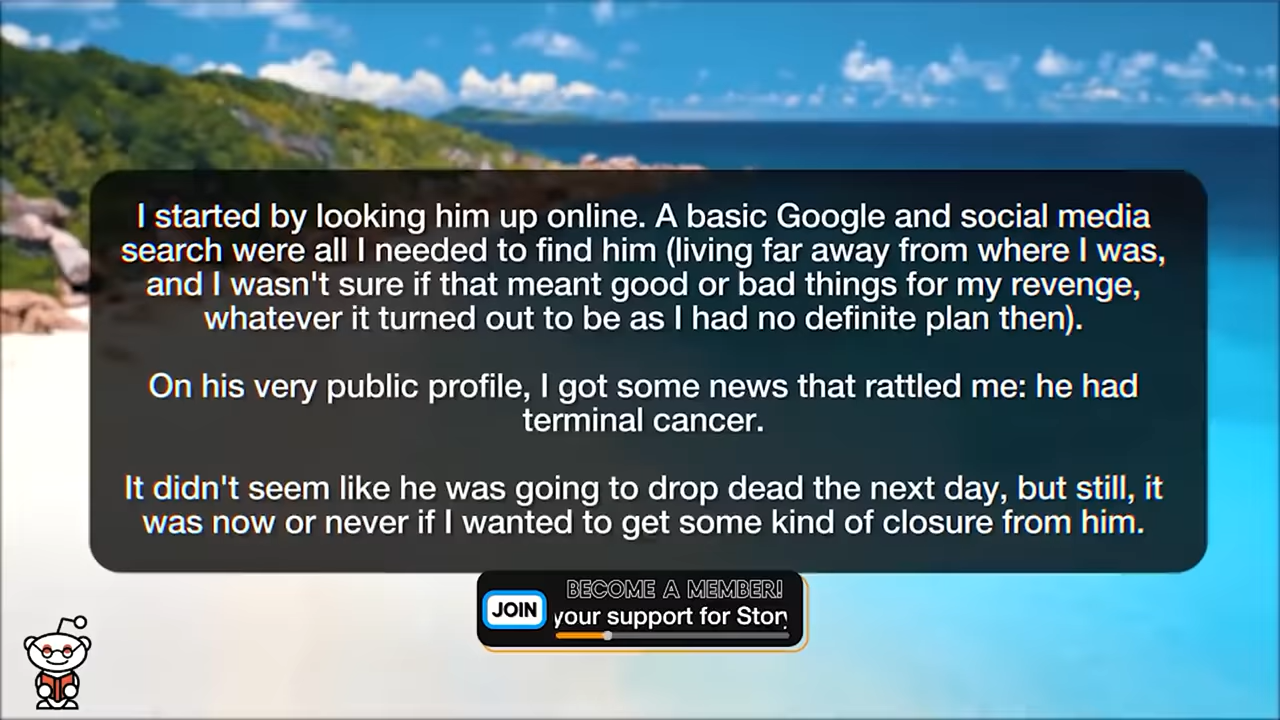 I started by looking him up online. A basic Google and social media
search were all I needed to find him (living far away from where I was,
and I wasn't sure if that meant good or bad things for my revenge,
whatever it turned out to be as I had no definite plan then).
On his very public profile, I got some news that rattled me: he had
terminal cancer.
It didn't seem like he was going to drop dead the next day, but still, it
was now or never if I wanted to get some kind of closure from him.
BECOME A MEMBER!
JOIN
your support for Story